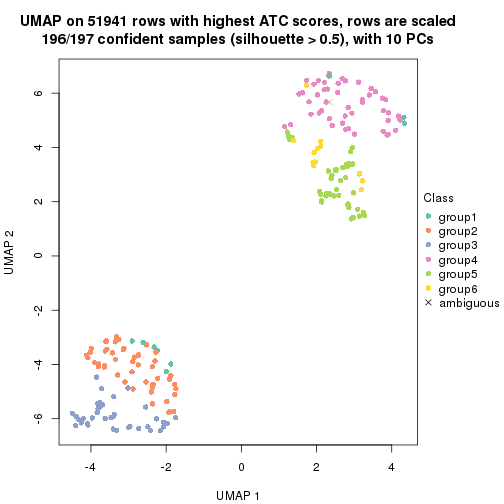 UMAP on 51941 rows with highest ATC scores, rows are scaled
196/197 confident samples (silhouette > 0.5), with 10 PCs
6
4
2
0
-2
-4
-6
UMAP 2
-4
-2
0
2
4
UMAP 1
Class
group1
group2
group3
group4
group5
group6
ambiguous